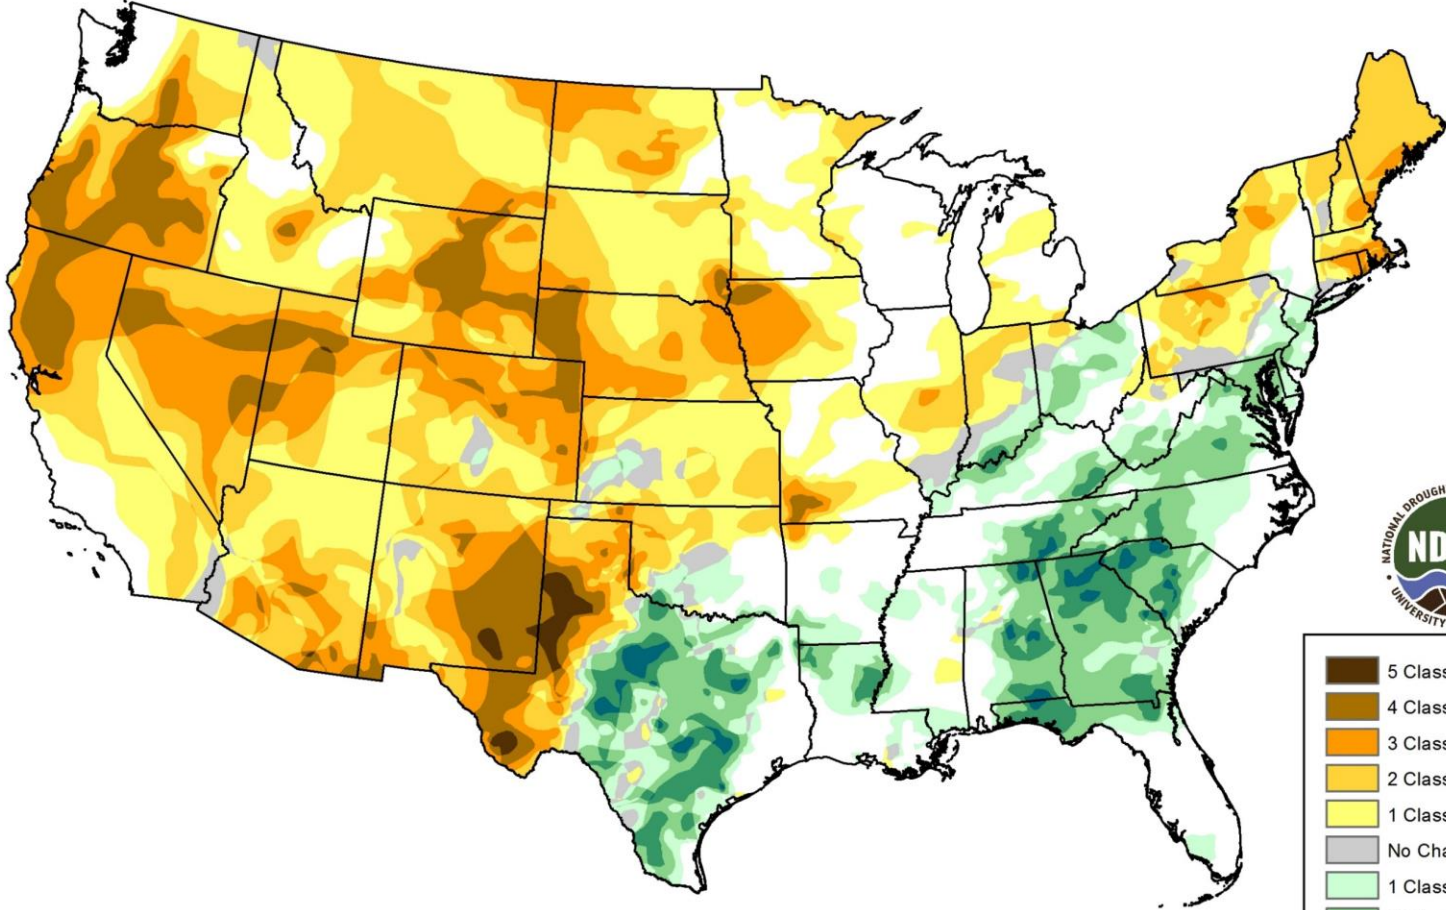 NATIONAL DROUGH
ND
UNIVERSITY
5 Class
4 Class
3 Class
2 Class
1 Class
No Cha
1 Class